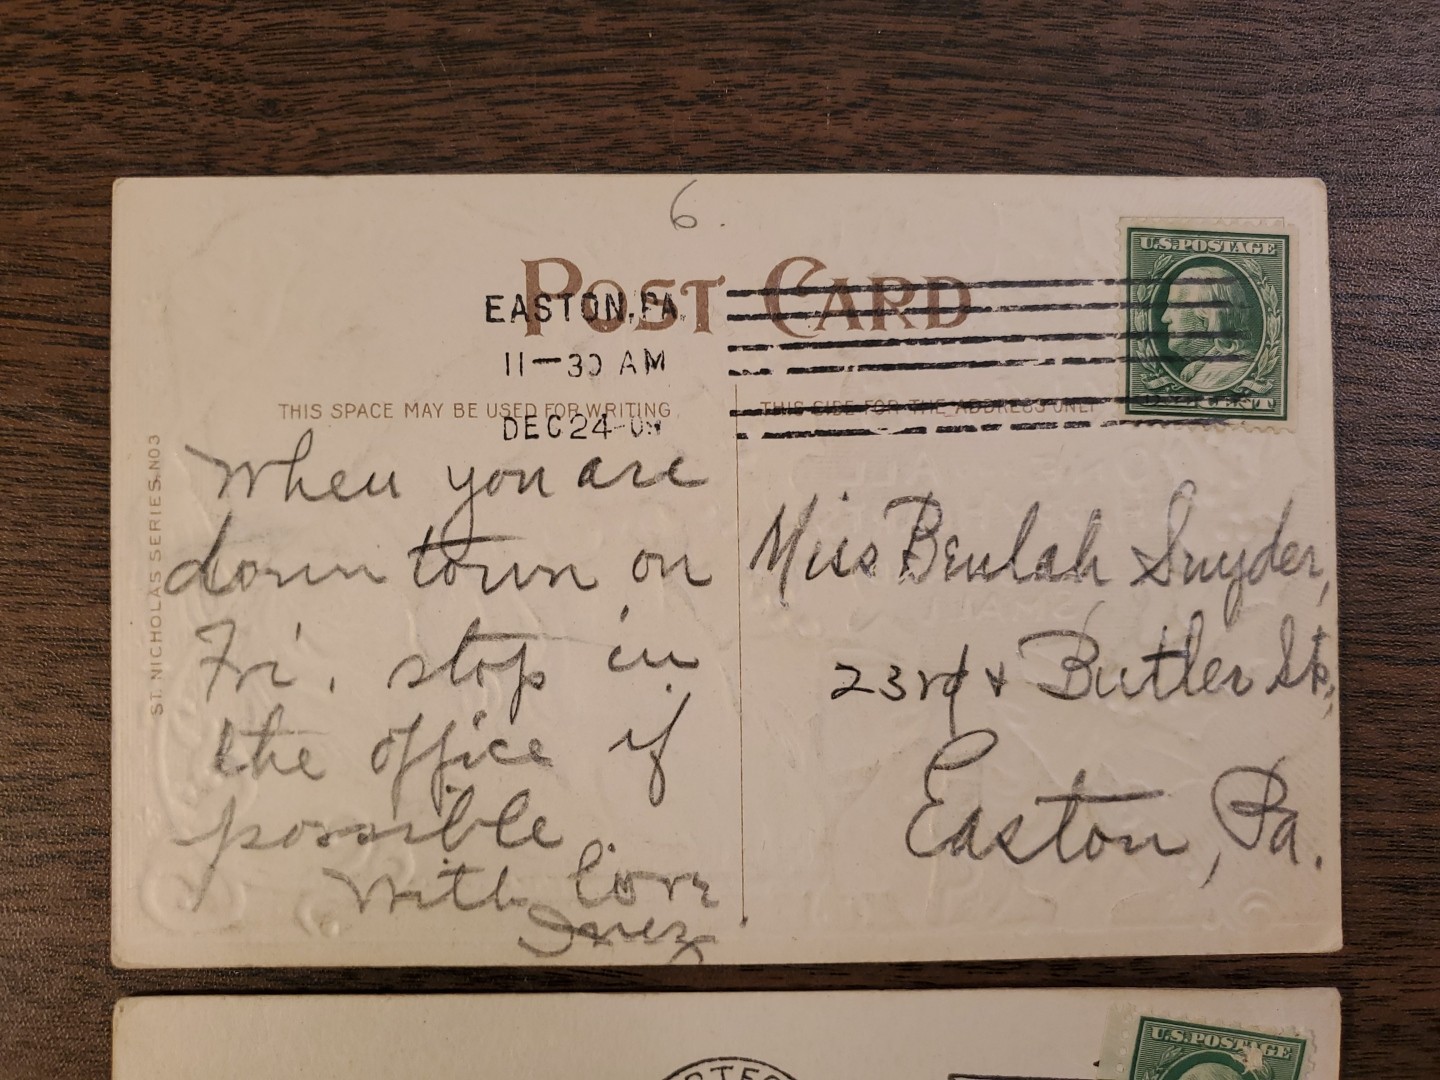 6.
POST CARD
EASTON, PA.
11-30 AM
DEC 24
U.S. POSTAGE
THIS SPACE MAY BE USED FOR WRITING
THIS SIDE FOR THE ADDRESS ONLY
ST. NICHOLAS SERIES. NO3
When you are
down town on
Fri., stop in
the office if
possible
With love
Inez
Miss Beulah Snyder,
23rd + Butler Sts,
Easton, Pa.
U.S. POSTAGE